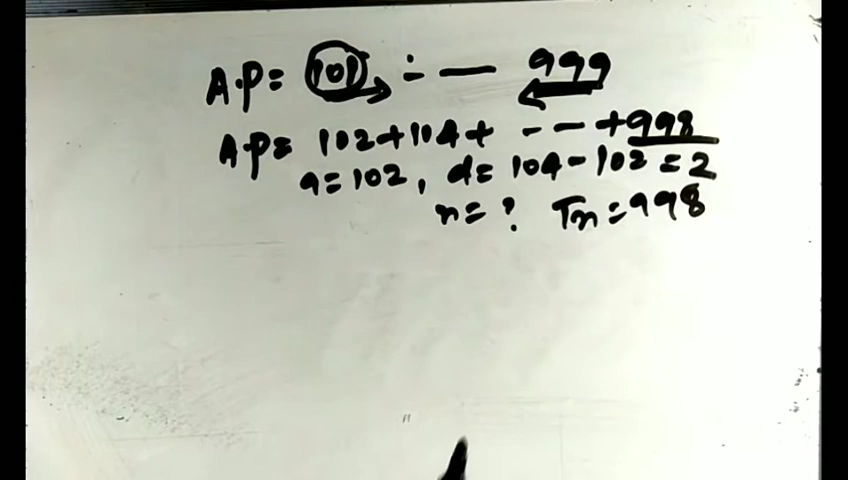 A.P= 101 ÷ — 999
A.P= 102+104+ - - - +998
a=102, d= 104-102 = 2
n= ? Tn=998